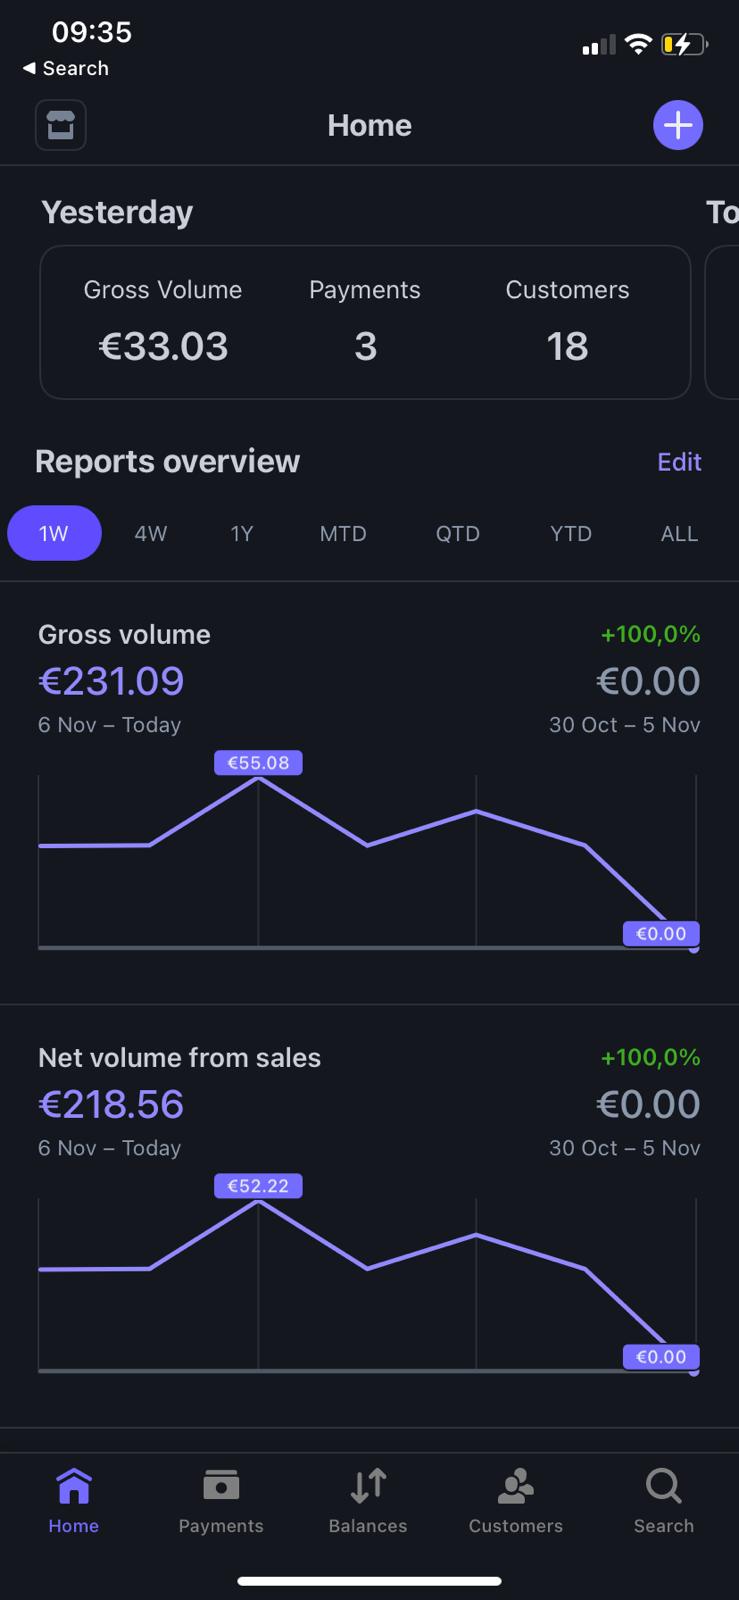 09:35
◀ Search
Home
Yesterday
To
Gross Volume Payments Customers
€33.03 3 18
Reports overview Edit
1W 4W 1Y MTD QTD YTD ALL
Gross volume +100,0%
€231.09 €0.00
6 Nov – Today 30 Oct – 5 Nov
€55.08
€0.00
Net volume from sales +100,0%
€218.56 €0.00
6 Nov – Today 30 Oct – 5 Nov
€52.22
€0.00
Home Payments Balances Customers Search